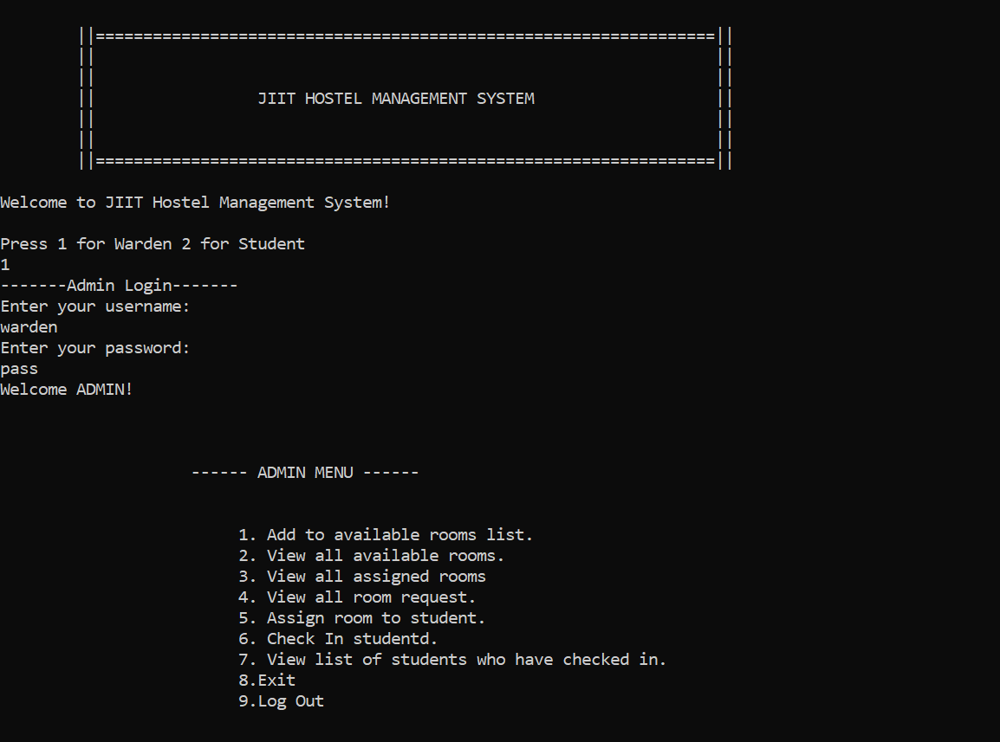 ||=================================================================||
||                                                                 ||
||                                                                 ||
||                 JIIT HOSTEL MANAGEMENT SYSTEM                   ||
||                                                                 ||
||                                                                 ||
||=================================================================||
Welcome to JIIT Hostel Management System!
Press 1 for Warden 2 for Student
1
-------Admin Login-------
Enter your username:
warden
Enter your password:
pass
Welcome ADMIN!
------ ADMIN MENU ------
1. Add to available rooms list.
2. View all available rooms.
3. View all assigned rooms
4. View all room request.
5. Assign room to student.
6. Check In studentd.
7. View list of students who have checked in.
8.Exit
9.Log Out